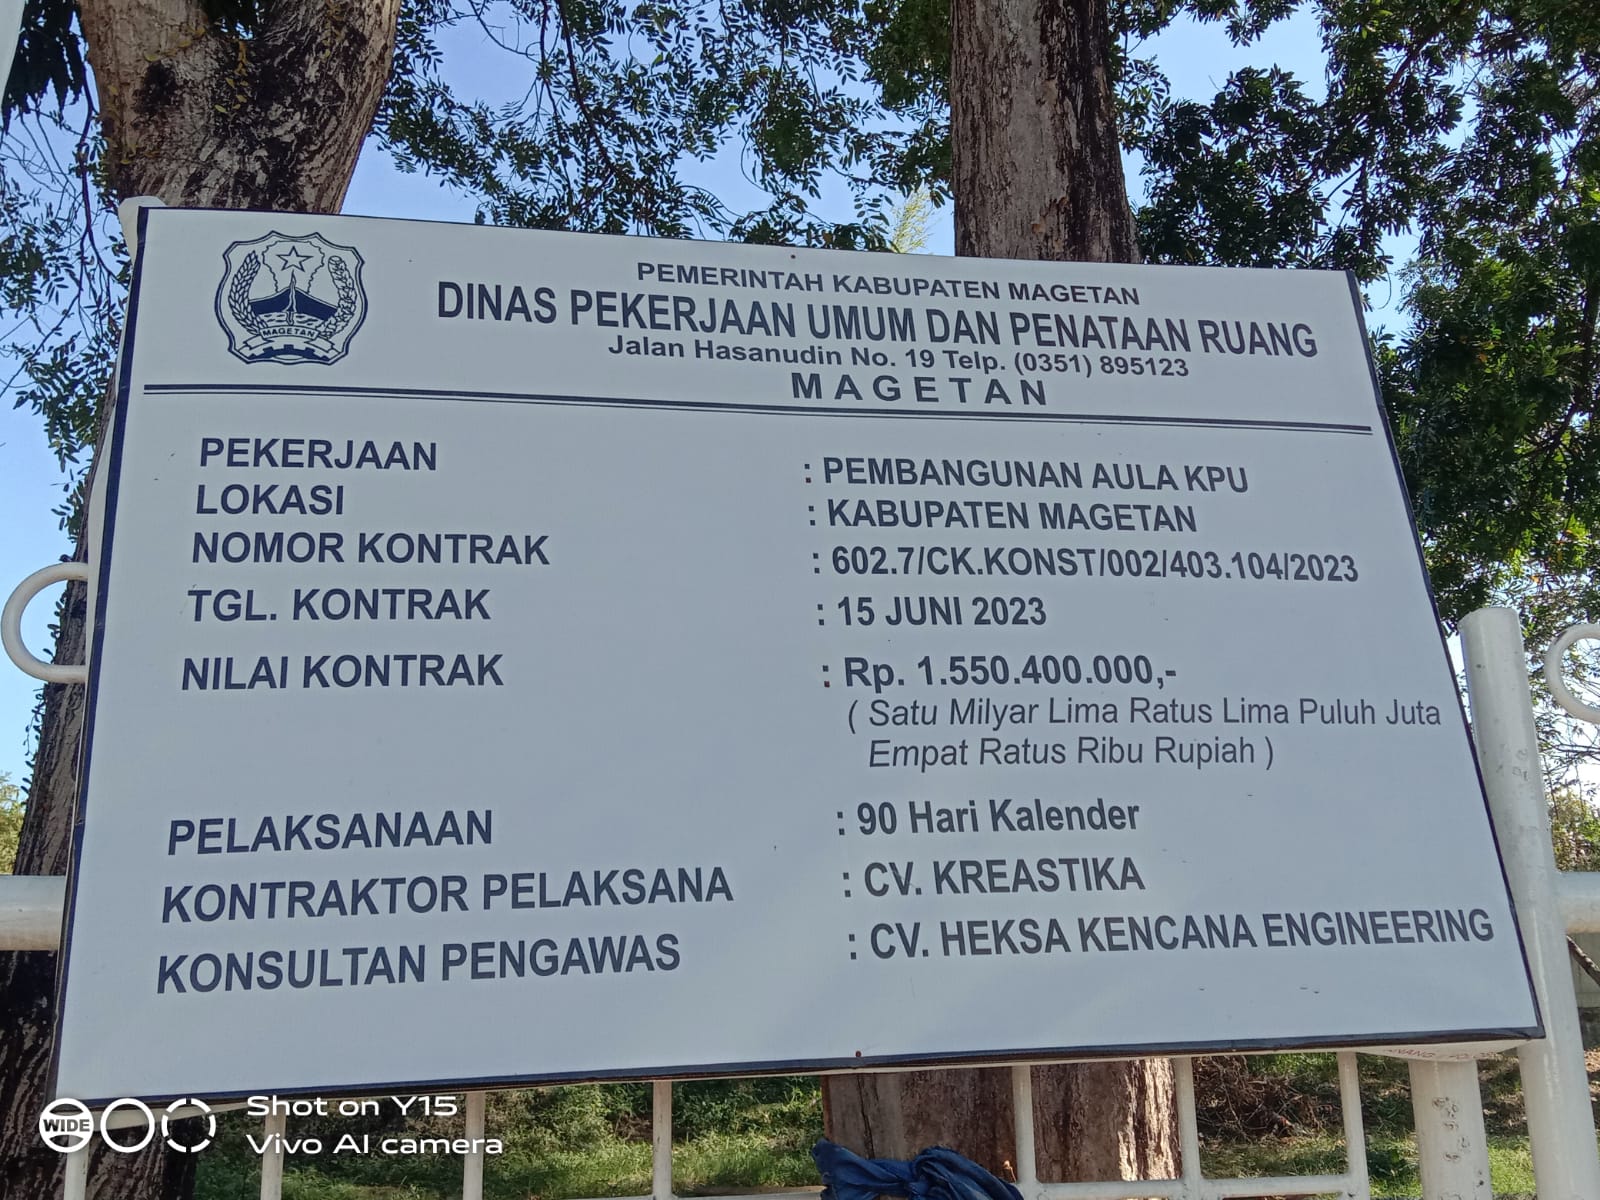 MAGETAN
PEMERINTAH KABUPATEN MAGETAN
DINAS PEKERJAAN UMUM DAN PENATAAN RUANG
Jalan Hasanudin No. 19 Telp. (0351) 895123
MAGETAN
PEKERJAAN : PEMBANGUNAN AULA KPU
LOKASI : KABUPATEN MAGETAN
NOMOR KONTRAK : 602.7/CK.KONST/002/403.104/2023
TGL. KONTRAK : 15 JUNI 2023
NILAI KONTRAK : Rp. 1.550.400.000,-
( Satu Milyar Lima Ratus Lima Puluh Juta
Empat Ratus Ribu Rupiah )
PELAKSANAAN : 90 Hari Kalender
KONTRAKTOR PELAKSANA : CV. KREASTIKA
KONSULTAN PENGAWAS : CV. HEKSA KENCANA ENGINEERING
WIDE
Shot on Y15
Vivo AI camera